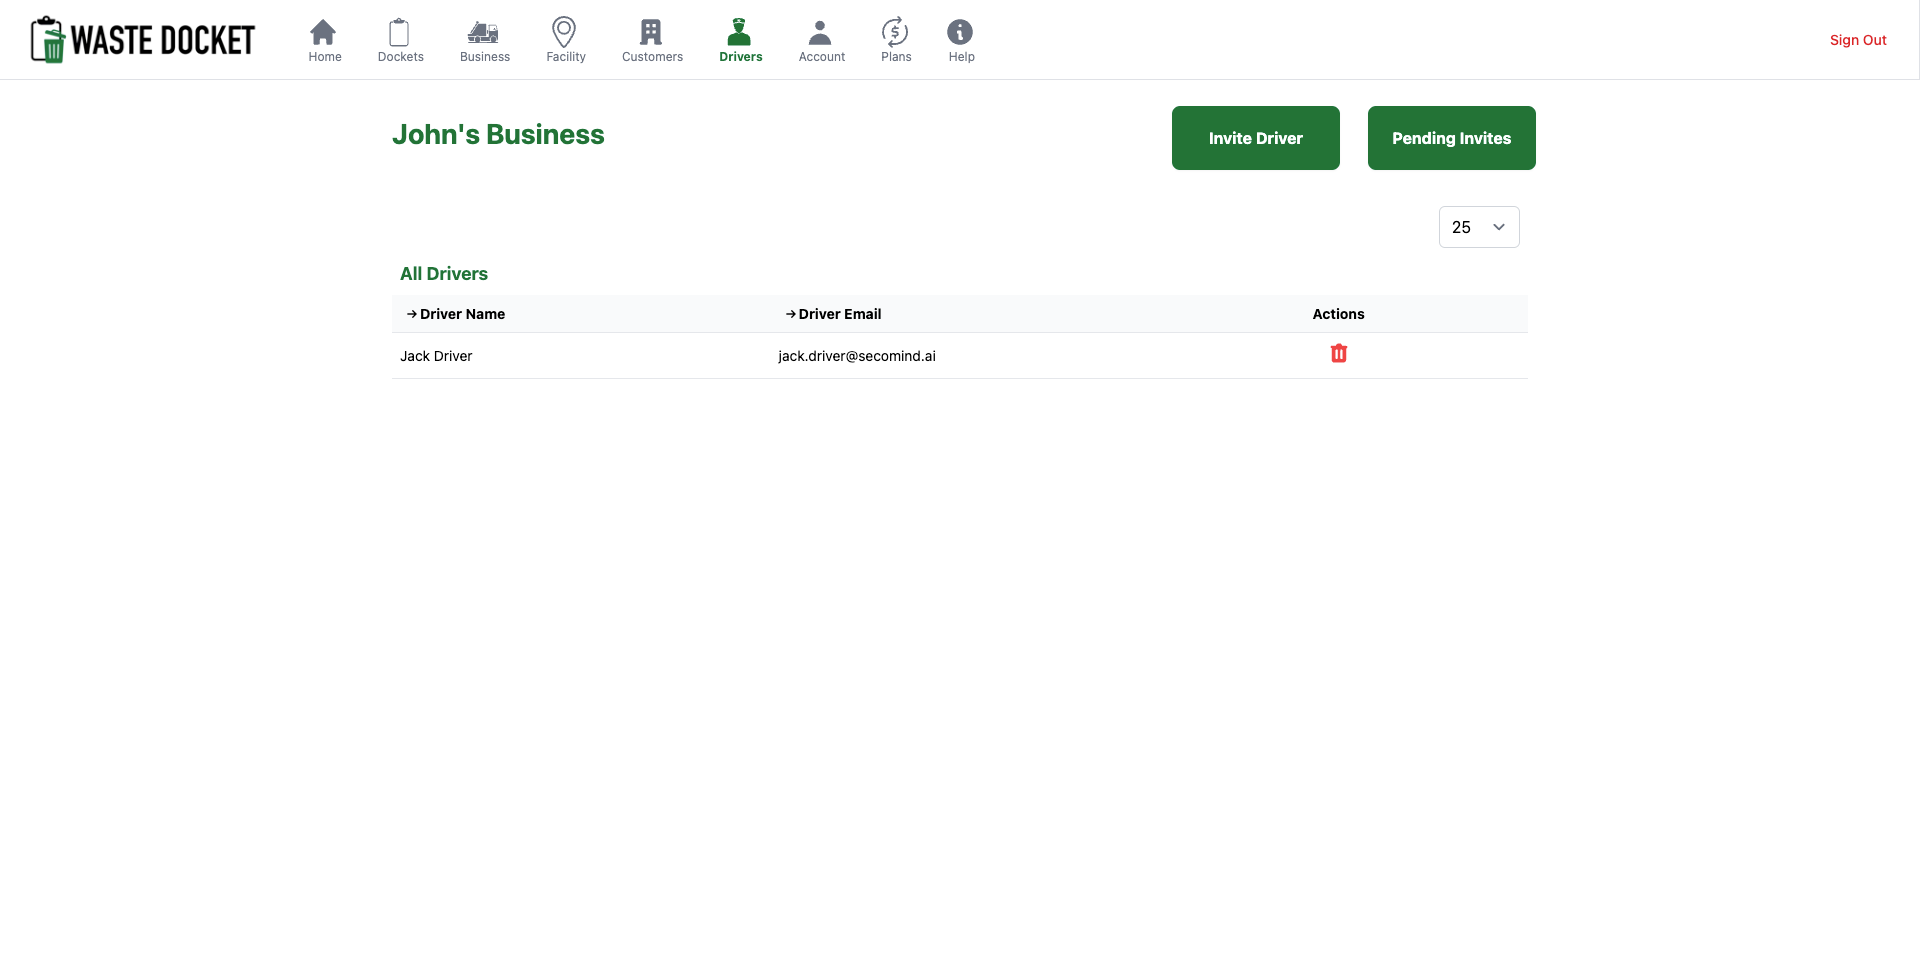 WASTE DOCKET
Home
Dockets
Business
Facility
Customers
Drivers
Account
Plans
Help
Sign Out
John's Business
Invite Driver
Pending Invites
25
All Drivers
→ Driver Name → Driver Email Actions
Jack Driver jack.driver@secomind.ai